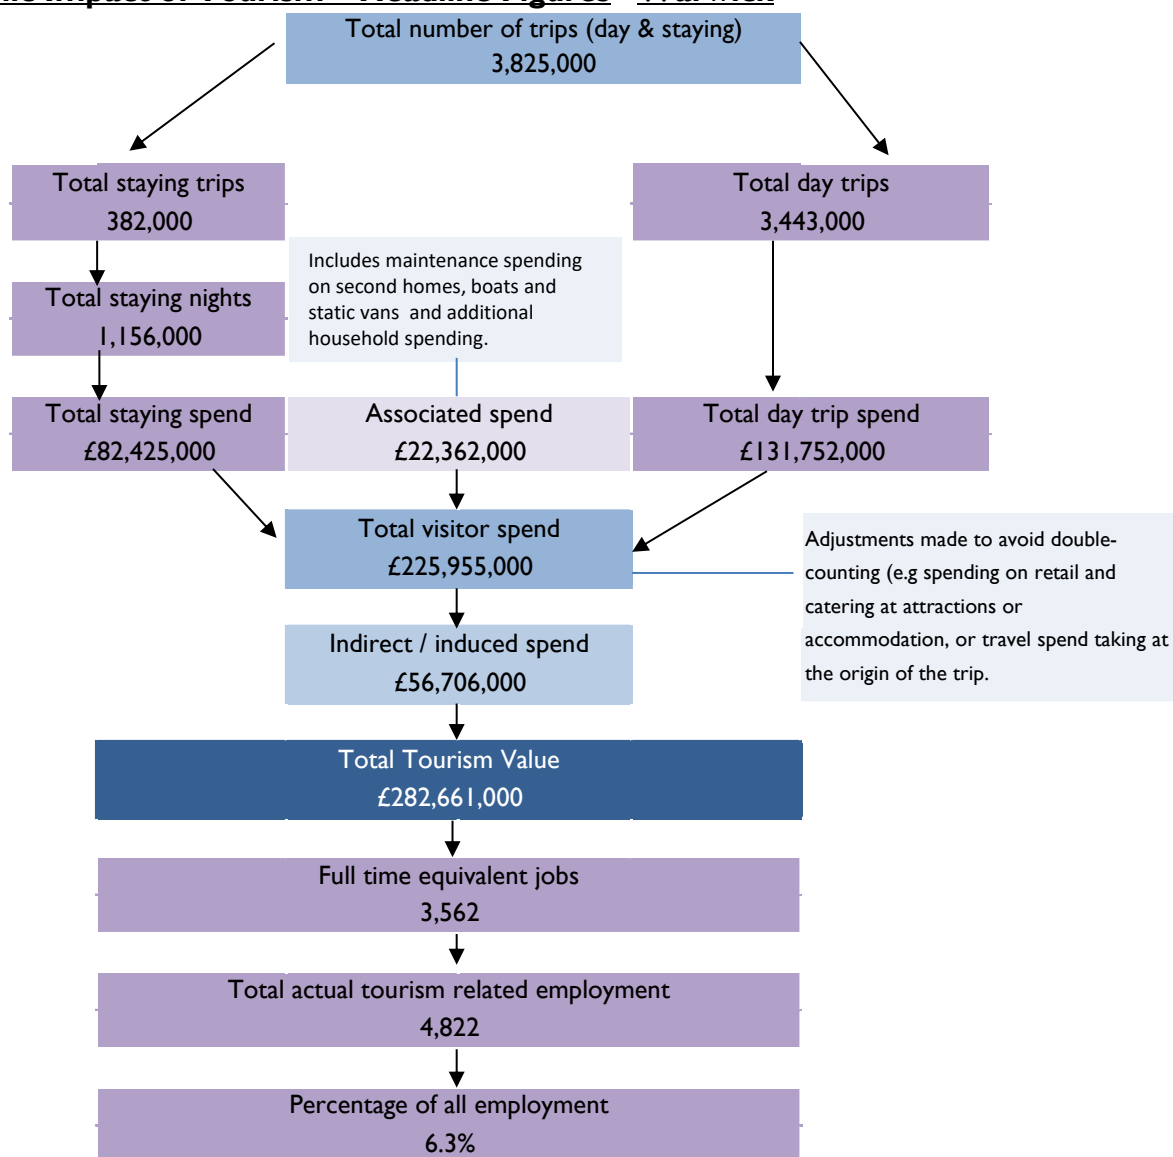 Impact of Tourism - Headline Figures - Warwick
Total number of trips (day & staying)
3,825,000
Total staying trips
382,000
Total day trips
3,443,000
Includes maintenance spending
on second homes, boats and
static vans and additional
household spending.
Total staying nights
1,156,000
Total staying spend
£82,425,000
Associated spend
£22,362,000
Total day trip spend
£131,752,000
Total visitor spend
£225,955,000
Adjustments made to avoid double-
counting (e.g spending on retail and
catering at attractions or
accommodation, or travel spend taking at
the origin of the trip.
Indirect / induced spend
£56,706,000
Total Tourism Value
£282,661,000
Full time equivalent jobs
3,562
Total actual tourism related employment
4,822
Percentage of all employment
6.3%